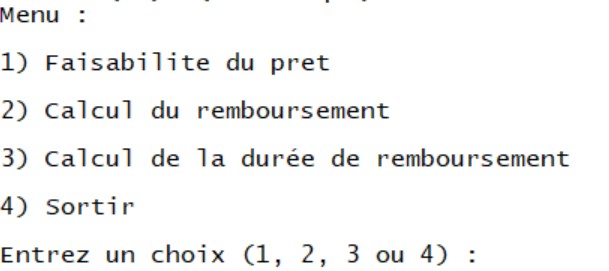 Menu :
1) Faisabilite du pret
2) Calcul du remboursement
3) Calcul de la durée de remboursement
4) Sortir
Entrez un choix (1, 2, 3 ou 4) :